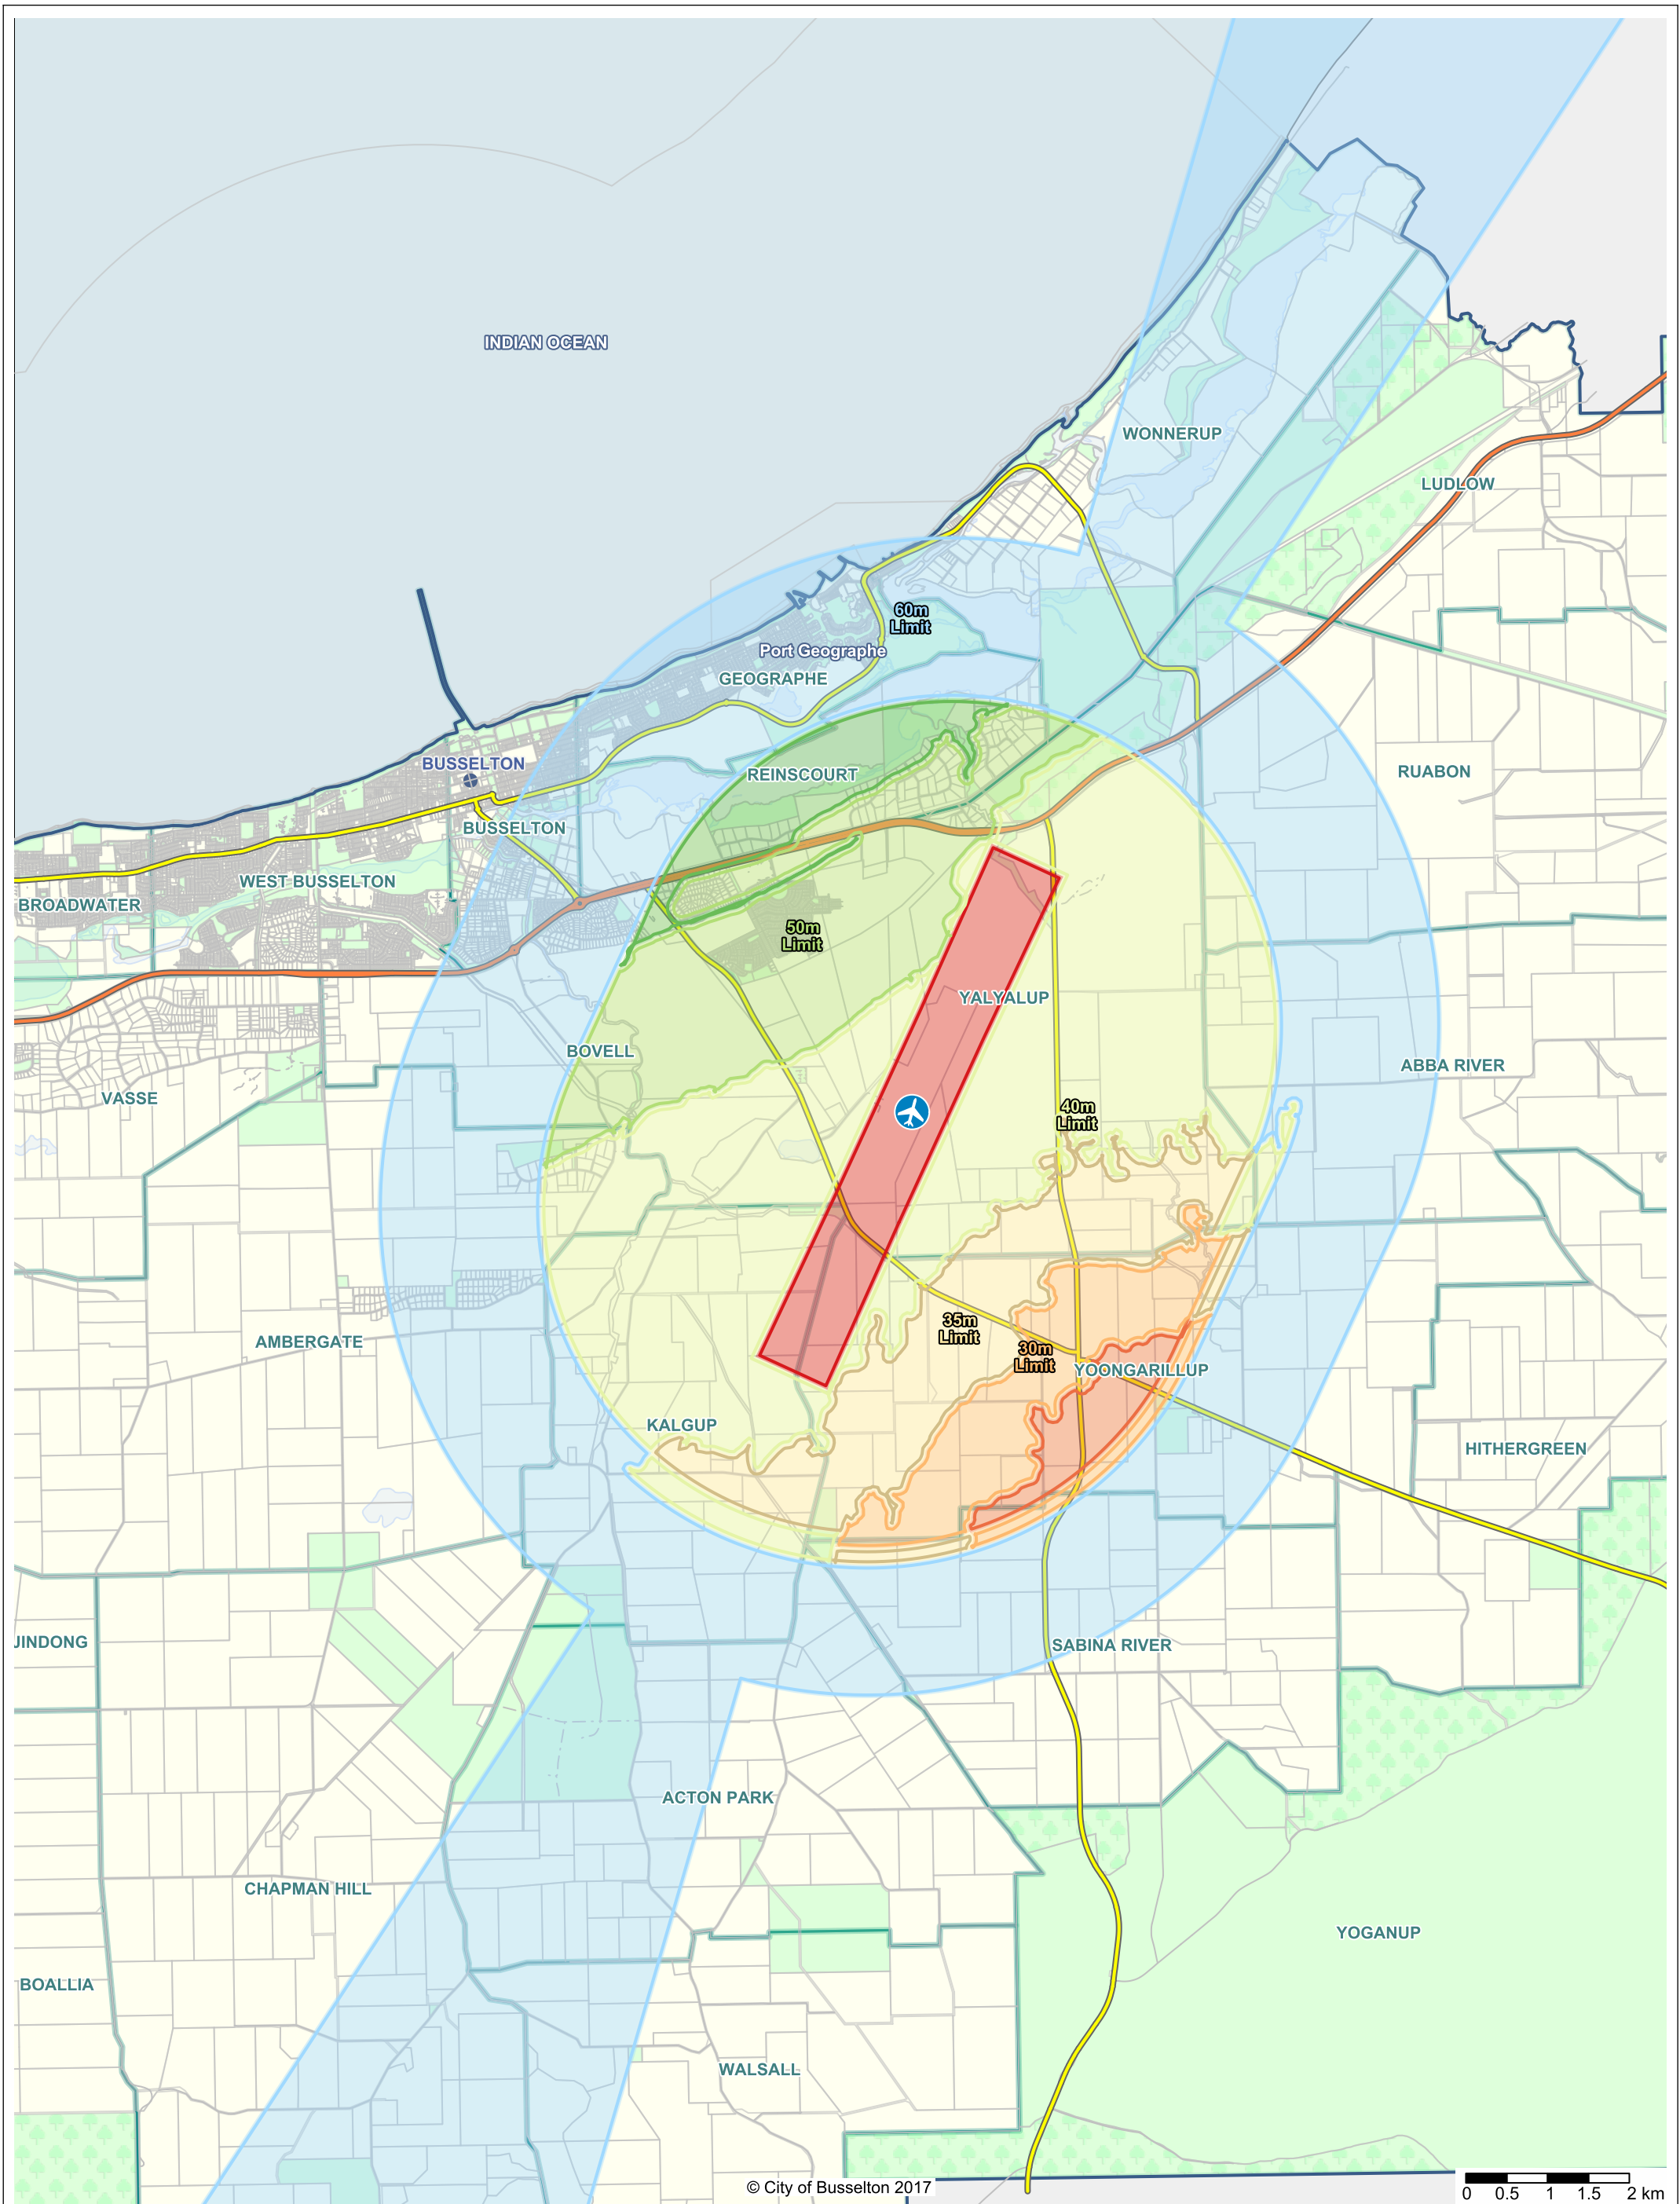 INDIAN OCEAN
WONNERUP
LUDLOW
60m
Limit
Port Geographe
GEOGRAPHE
BUSSELTON
REINSCOURT
RUABON
BUSSELTON
WEST BUSSELTON
BROADWATER
50m
Limit
YALYALUP
BOVELL
ABBA RIVER
VASSE
40m
Limit
35m
Limit
AMBERGATE
30m
Limit
YOONGARILLUP
KALGUP
HITHERGREEN
JINDONG
SABINA RIVER
ACTON PARK
CHAPMAN HILL
YOGANUP
BOALLIA
WALSALL
© City of Busselton 2017
0 0.5 1 1.5 2 km